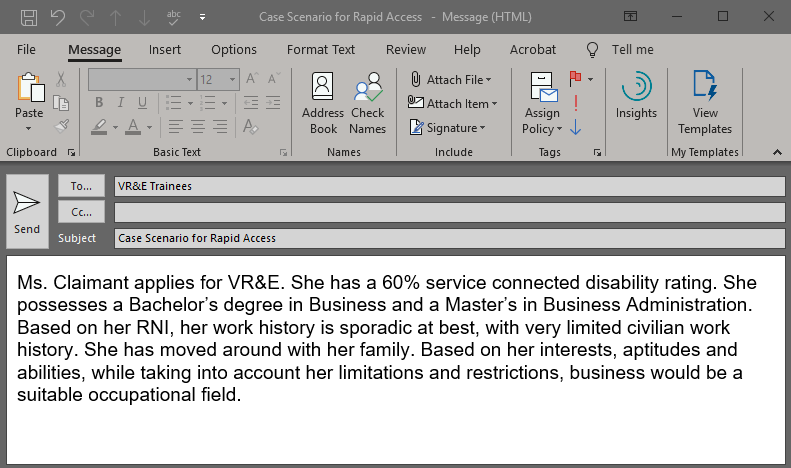 abc
Case Scenario for Rapid Access - Message (HTML)
File Message Insert Options Format Text Review Help Acrobat Tell me
12 A A
Paste B I U Address Book Check Names Attach File Attach Item Signature Assign Policy Insights View Templates
A A
Clipboard Basic Text Names Include Tags My Templates
Send
To... VR&E Trainees
Cc...
Subject Case Scenario for Rapid Access
Ms. Claimant applies for VR&E. She has a 60% service connected disability rating. She
possesses a Bachelor’s degree in Business and a Master’s in Business Administration.
Based on her RNI, her work history is sporadic at best, with very limited civilian work
history. She has moved around with her family. Based on her interests, aptitudes and
abilities, while taking into account her limitations and restrictions, business would be a
suitable occupational field.